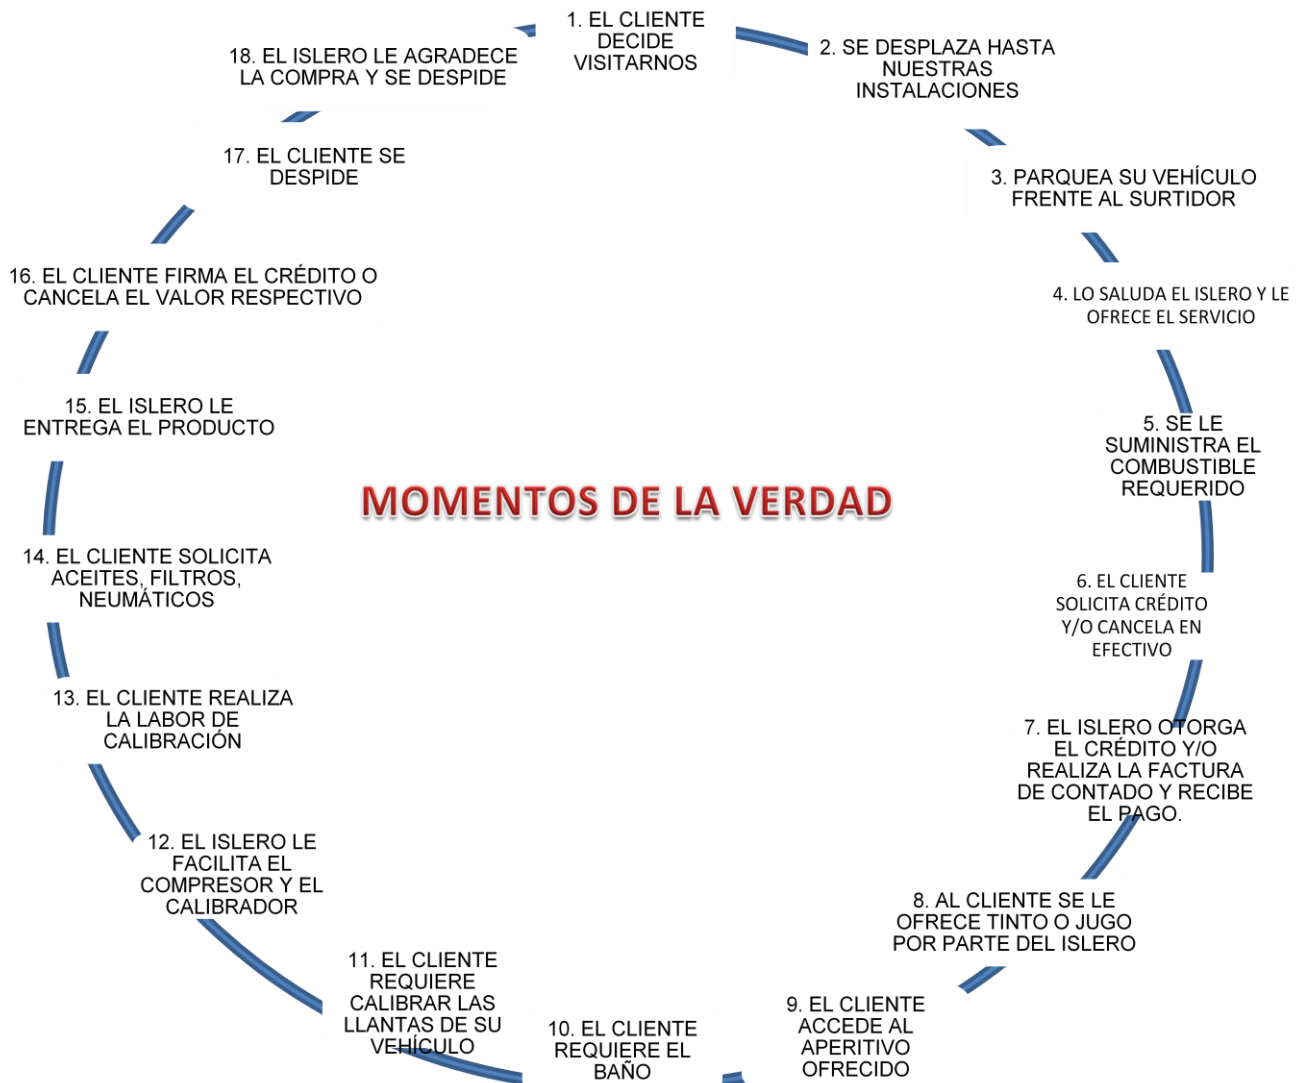 1. EL CLIENTE
DECIDE
VISITARNOS
2. SE DESPLAZA HASTA
NUESTRAS
INSTALACIONES
3. PARQUEA SU VEHÍCULO
FRENTE AL SURTIDOR
4. LO SALUDA EL ISLERO Y LE
OFRECE EL SERVICIO
5. SE LE
SUMINISTRA EL
COMBUSTIBLE
REQUERIDO
6. EL CLIENTE
SOLICITA CRÉDITO
Y/O CANCELA EN
EFECTIVO
7. EL ISLERO OTORGA
EL CRÉDITO Y/O
REALIZA LA FACTURA
DE CONTADO Y RECIBE
EL PAGO.
8. AL CLIENTE SE LE
OFRECE TINTO O JUGO
POR PARTE DEL ISLERO
9. EL CLIENTE
ACCEDE AL
APERITIVO
OFRECIDO
10. EL CLIENTE
REQUIERE EL
BAÑO
11. EL CLIENTE
REQUIERE
CALIBRAR LAS
LLANTAS DE SU
VEHÍCULO
12. EL ISLERO LE
FACILITA EL
COMPRESOR Y EL
CALIBRADOR
13. EL CLIENTE REALIZA
LA LABOR DE
CALIBRACIÓN
14. EL CLIENTE SOLICITA
ACEITES, FILTROS,
NEUMÁTICOS
15. EL ISLERO LE
ENTREGA EL PRODUCTO
16. EL CLIENTE FIRMA EL CRÉDITO O
CANCELA EL VALOR RESPECTIVO
17. EL CLIENTE SE
DESPIDE
18. EL ISLERO LE AGRADECE
LA COMPRA Y SE DESPIDE
MOMENTOS DE LA VERDAD